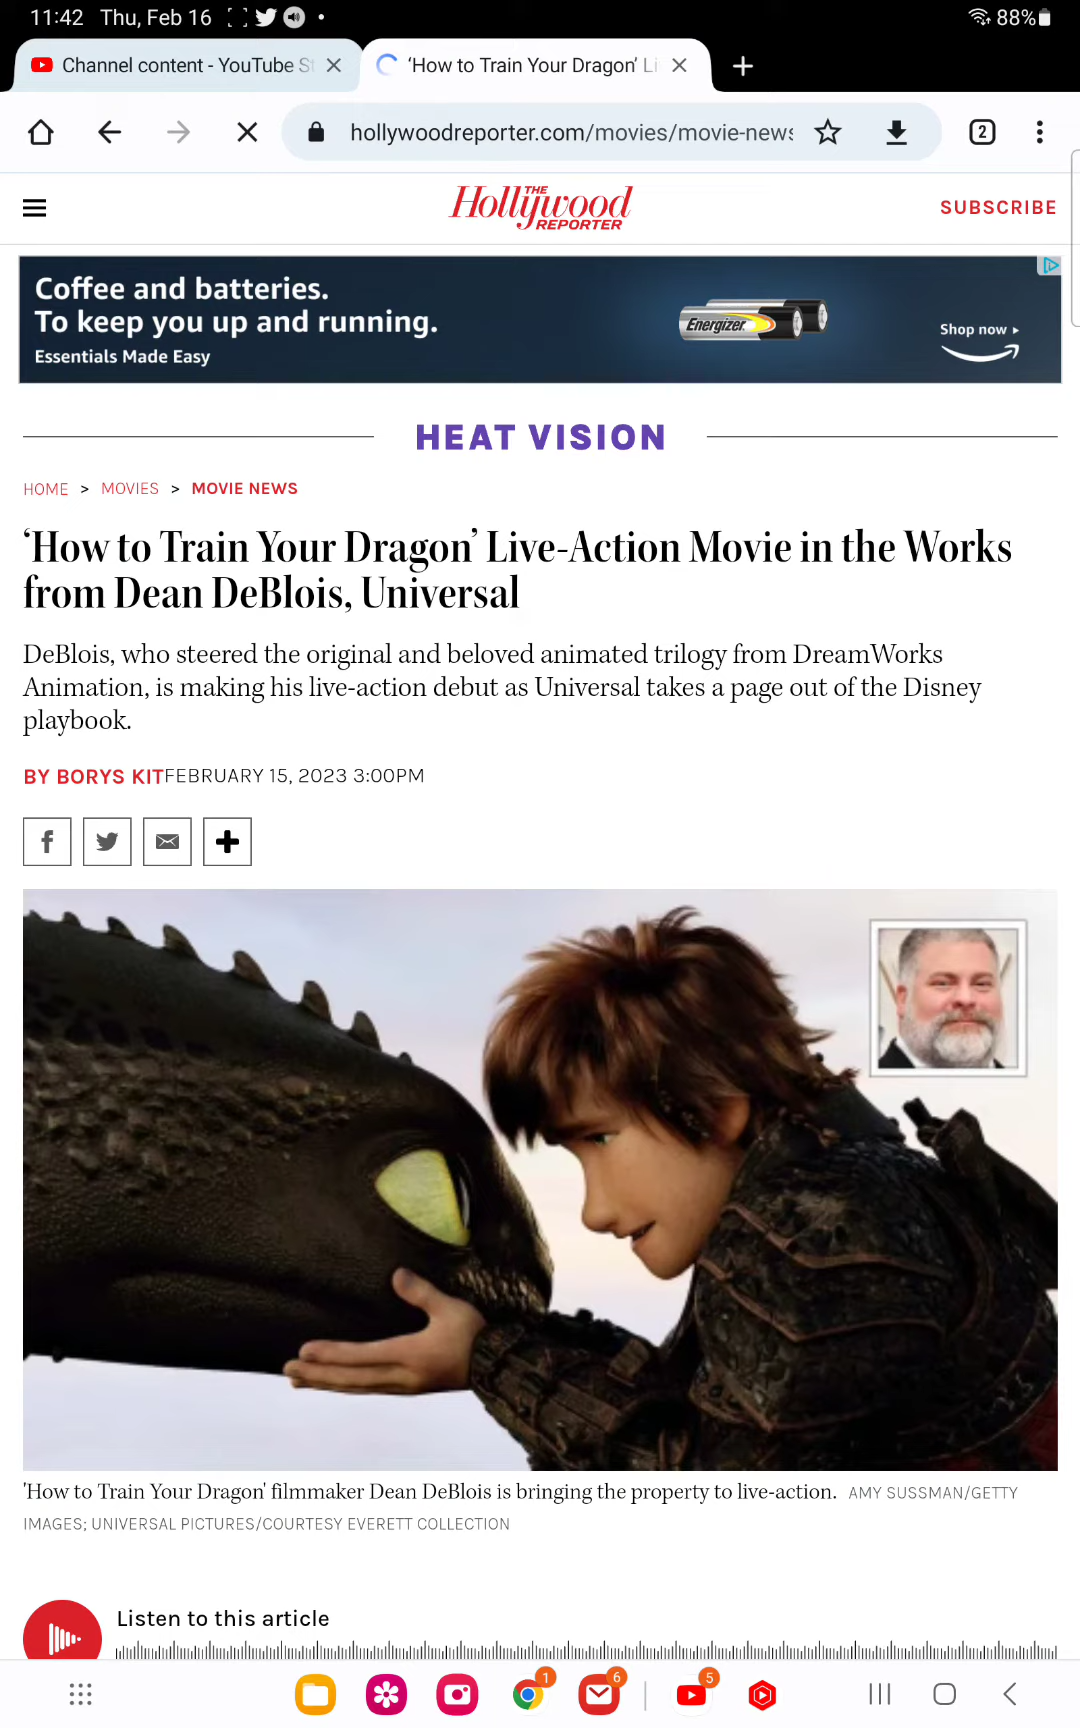 11:42 Thu, Feb 16
88%
Channel content - YouTube S
‘How to Train Your Dragon’ Li
hollywoodreporter.com/movies/movie-news
2
THE
Hollywood
REPORTER
SUBSCRIBE
Coffee and batteries.
To keep you up and running.
Essentials Made Easy
Energizer
Shop now
HEAT VISION
HOME > MOVIES > MOVIE NEWS
‘How to Train Your Dragon’ Live-Action Movie in the Works
from Dean DeBlois, Universal
DeBlois, who steered the original and beloved animated trilogy from DreamWorks
Animation, is making his live-action debut as Universal takes a page out of the Disney
playbook.
BY BORYS KITFEBRUARY 15, 2023 3:00PM
'How to Train Your Dragon' filmmaker Dean DeBlois is bringing the property to live-action. AMY SUSSMAN/GETTY
IMAGES; UNIVERSAL PICTURES/COURTESY EVERETT COLLECTION
Listen to this article
1
6
5